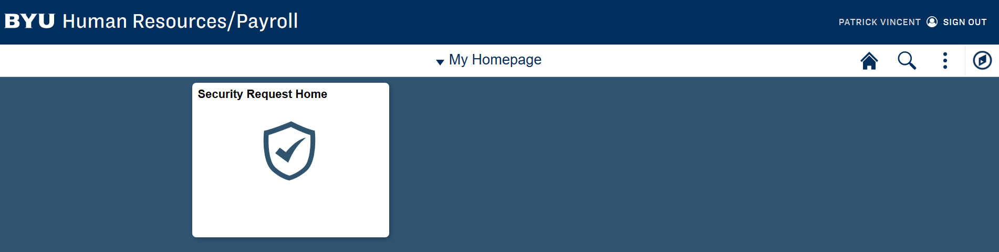 BYU Human Resources/Payroll
PATRICK VINCENT SIGN OUT
My Homepage
Security Request Home